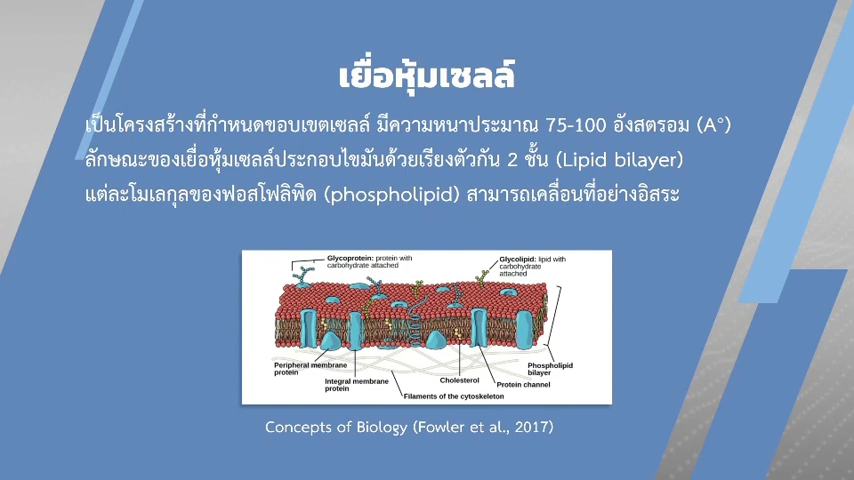 เยื่อหุ้มเซลล์
เป็นโครงสร้างที่กำหนดขอบเขตเซลล์ มีความหนาประมาณ 75-100 อังสตรอม (A°)
ลักษณะของเยื่อหุ้มเซลล์ประกอบไขมันด้วยเรียงตัวกัน 2 ชั้น (Lipid bilayer)
แต่ละโมเลกุลของฟอสโฟลิพิด (phospholipid) สามารถเคลื่อนที่อย่างอิสระ
Glycoprotein: protein with
carbohydrate attached
Glycolipid: lipid with
carbohydrate
attached
Peripheral membrane
protein
Integral membrane
protein
Cholesterol
Filaments of the cytoskeleton
Protein channel
Phospholipid
bilayer
Concepts of Biology (Fowler et al., 2017)